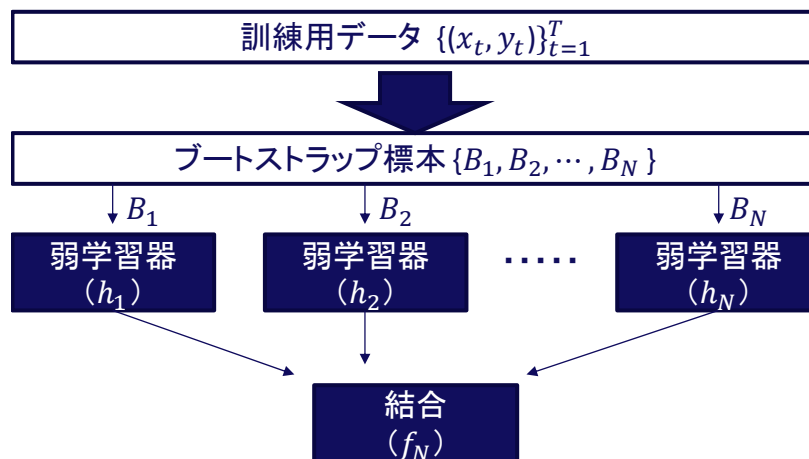 訓練用データ $\{(x_t, y_t)\}_{t=1}^{T}$
ブートストラップ標本 $\{B_1, B_2, \cdots, B_N\}$
$B_1$ $B_2$ $B_N$
弱学習器 弱学習器 ・・・・・ 弱学習器
($h_1$) ($h_2$) ($h_N$)
結合
($f_N$)